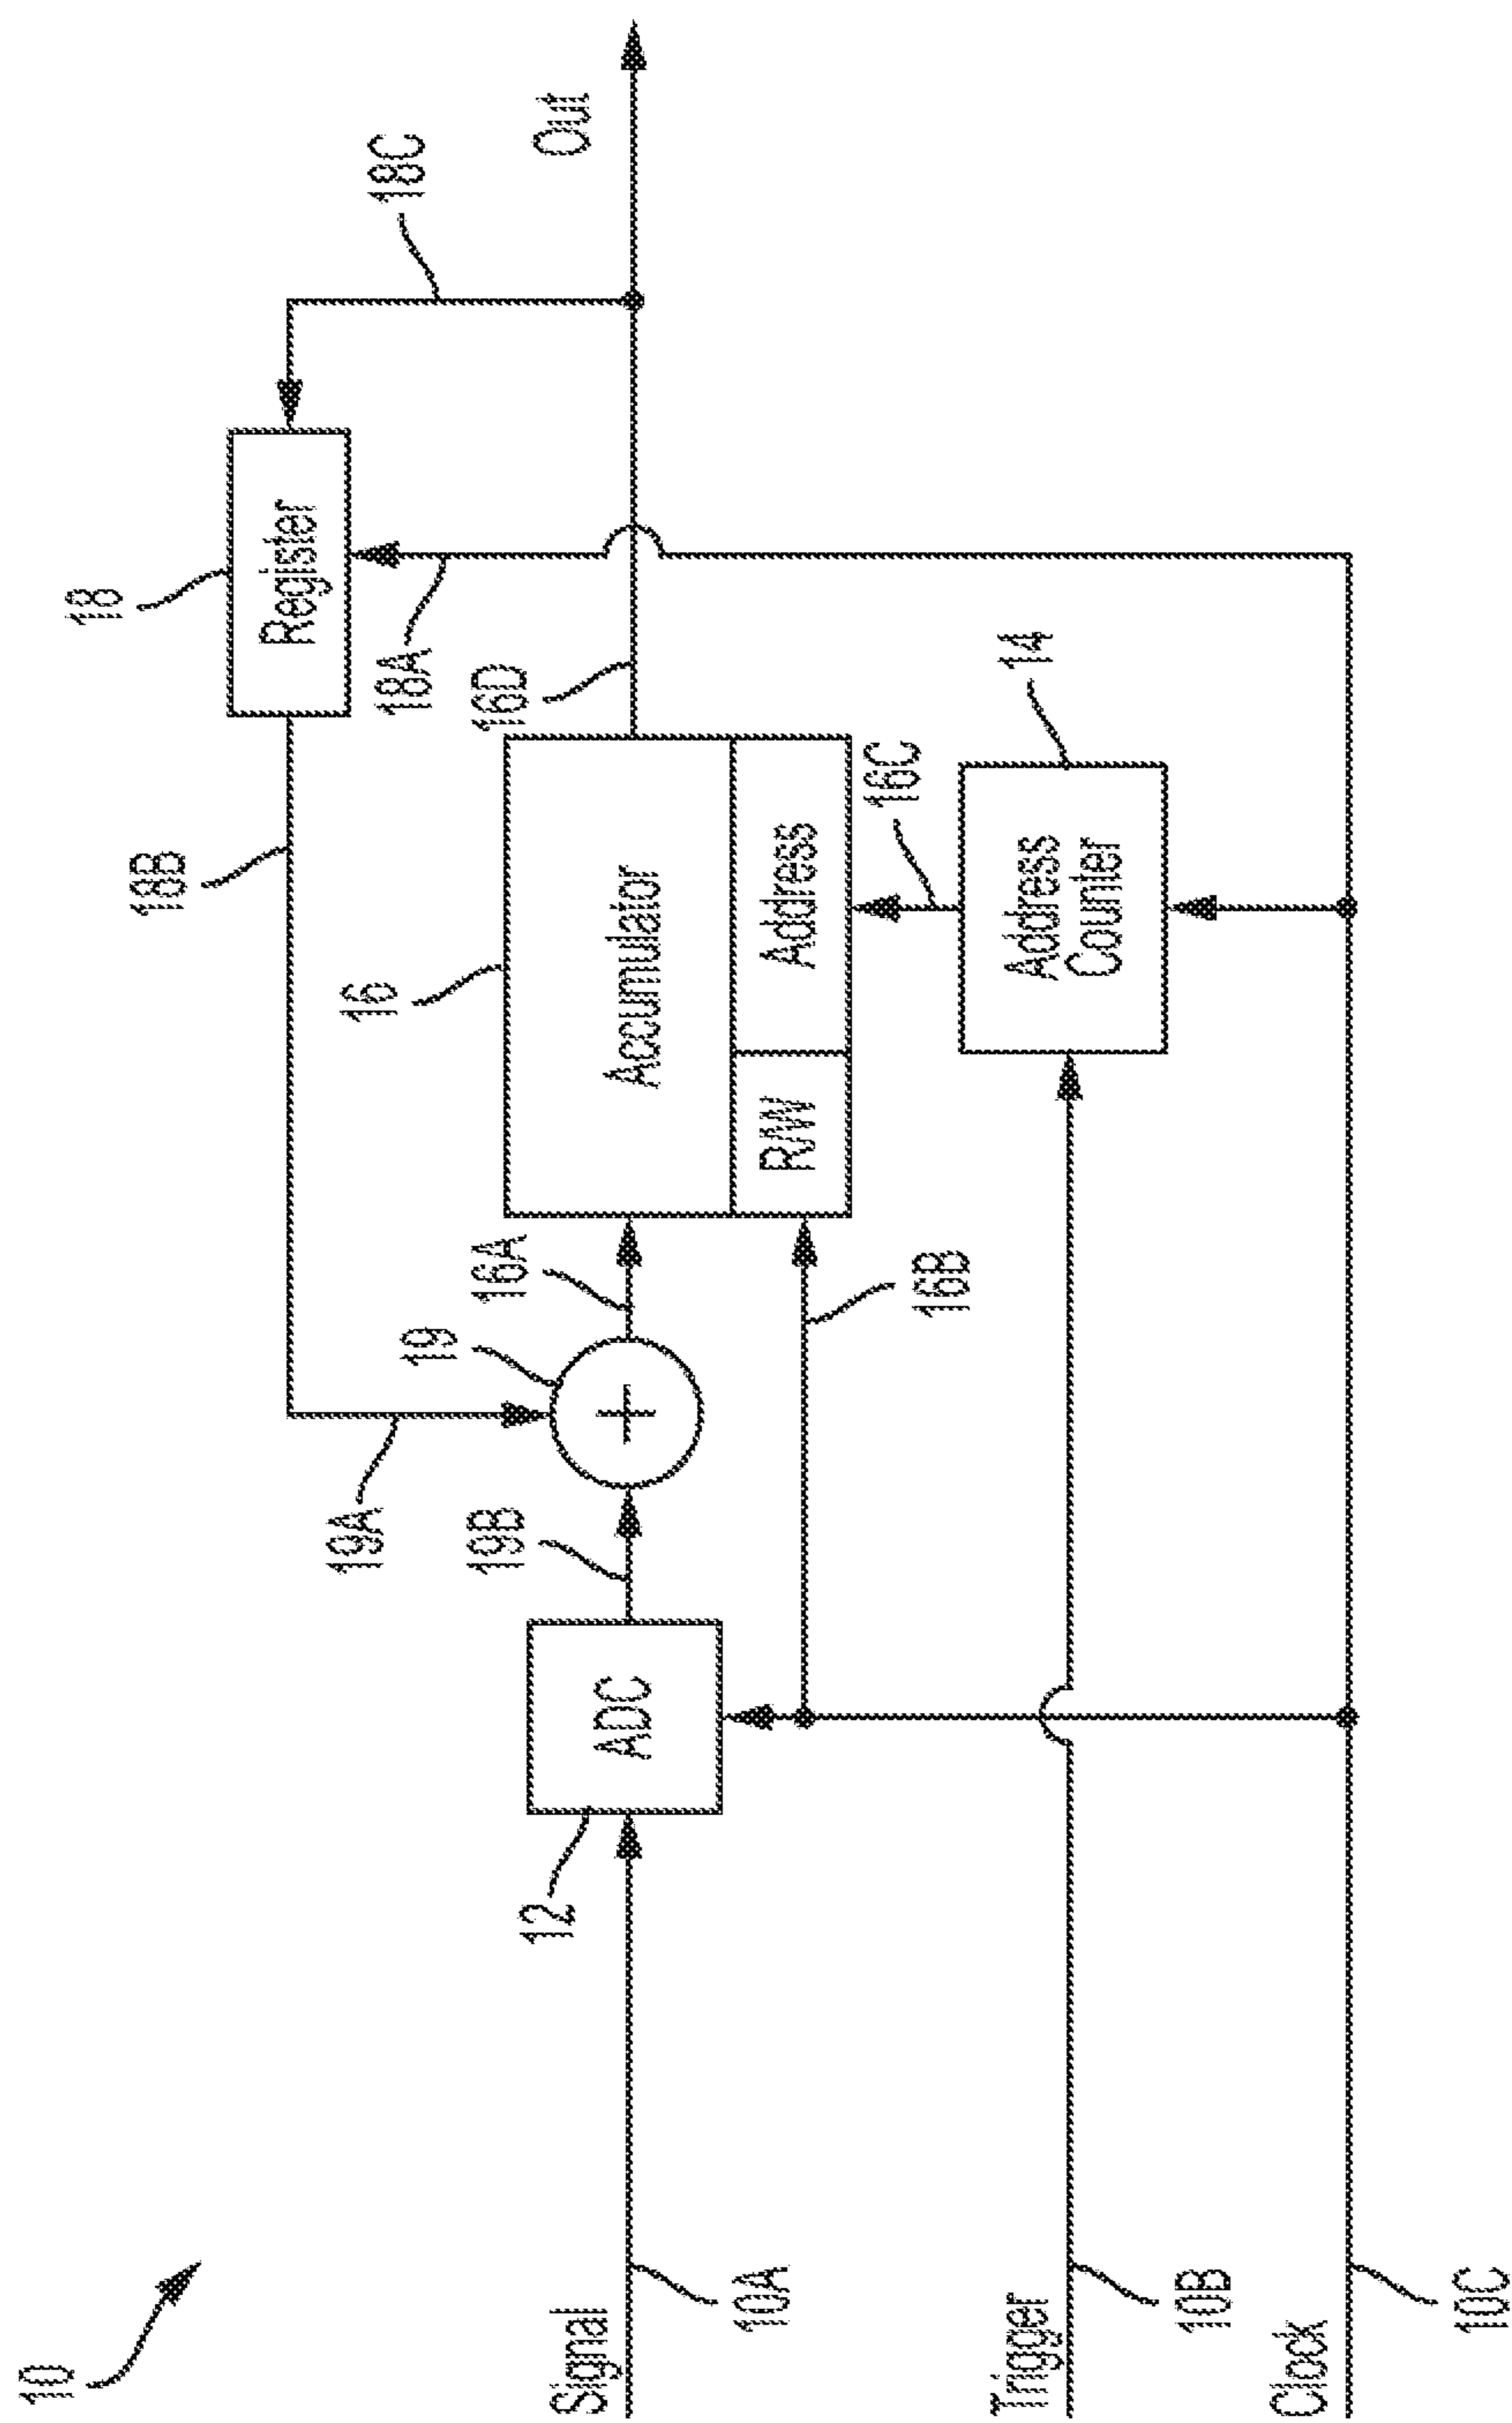 10
18
Register
18B
18A
18C
16
16D
Out
19A
19
16A
Accumulator
R/W
Address
16C
14
12
ADC
19B
16B
Address
Counter
Signal
10A
Trigger
10B
Clock
10C